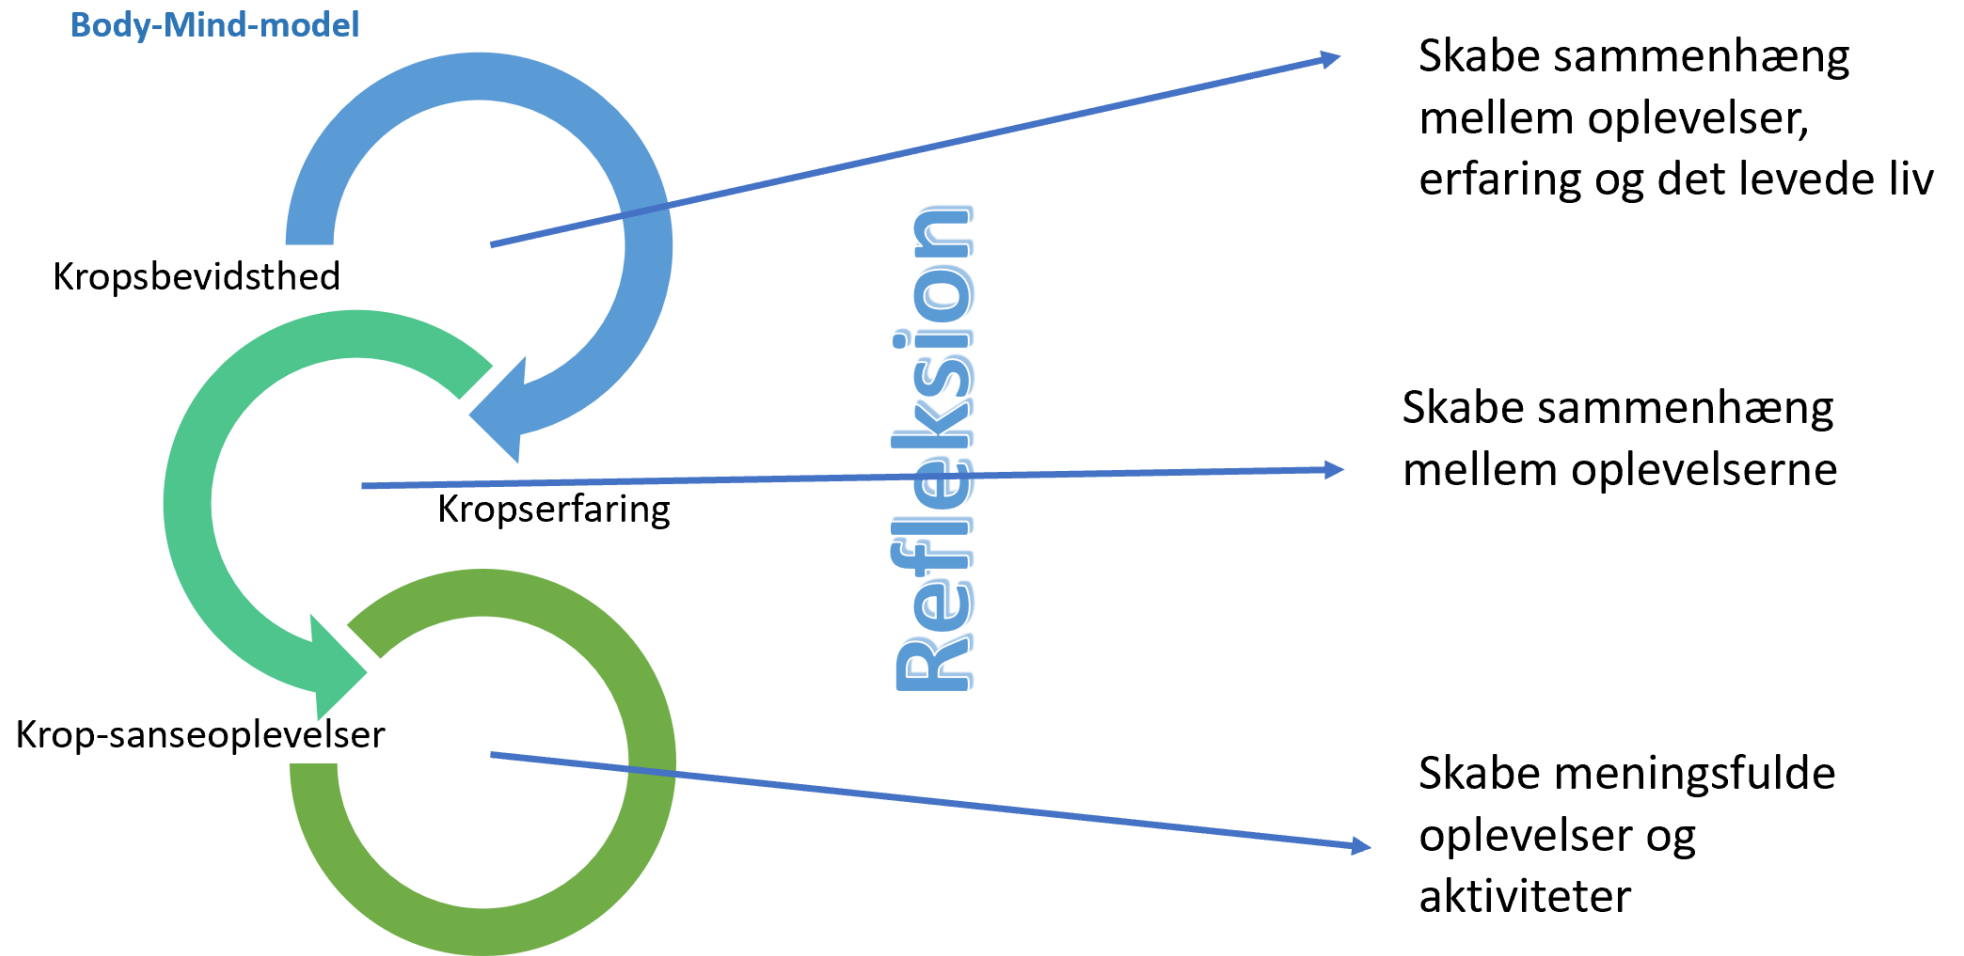 Body-Mind-model
Skabe sammenhæng
mellem oplevelser,
erfaring og det levede liv
Kropsbevidsthed
Refleksion
Skabe sammenhæng
mellem oplevelserne
Kropserfaring
Krop-sanseoplevelser
Skabe meningsfulde
oplevelser og
aktiviteter